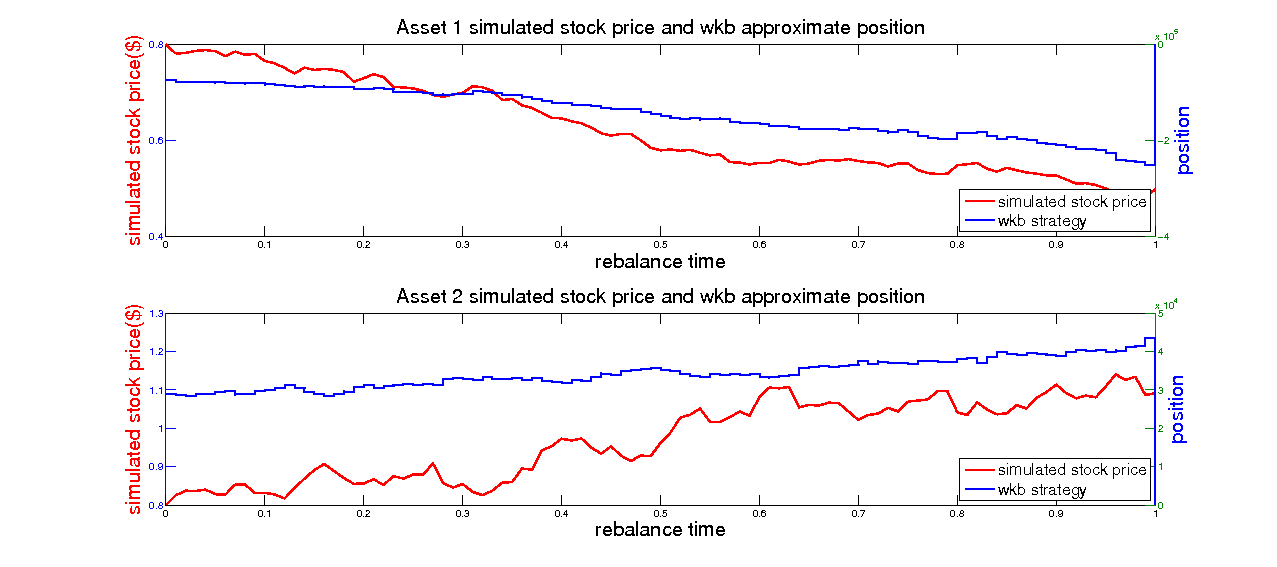 Asset 1 simulated stock price and wkb approximate position
x 10^5
simulated stock price($)
0.8
0.6
0.4
0
-2
-4
position
simulated stock price
wkb strategy
0 0.1 0.2 0.3 0.4 0.5 0.6 0.7 0.8 0.9 1
rebalance time
Asset 2 simulated stock price and wkb approximate position
x 10^4
simulated stock price($)
1.3
1.2
1.1
1
0.9
0.8
5
4
3
2
1
0
position
simulated stock price
wkb strategy
0 0.1 0.2 0.3 0.4 0.5 0.6 0.7 0.8 0.9 1
rebalance time